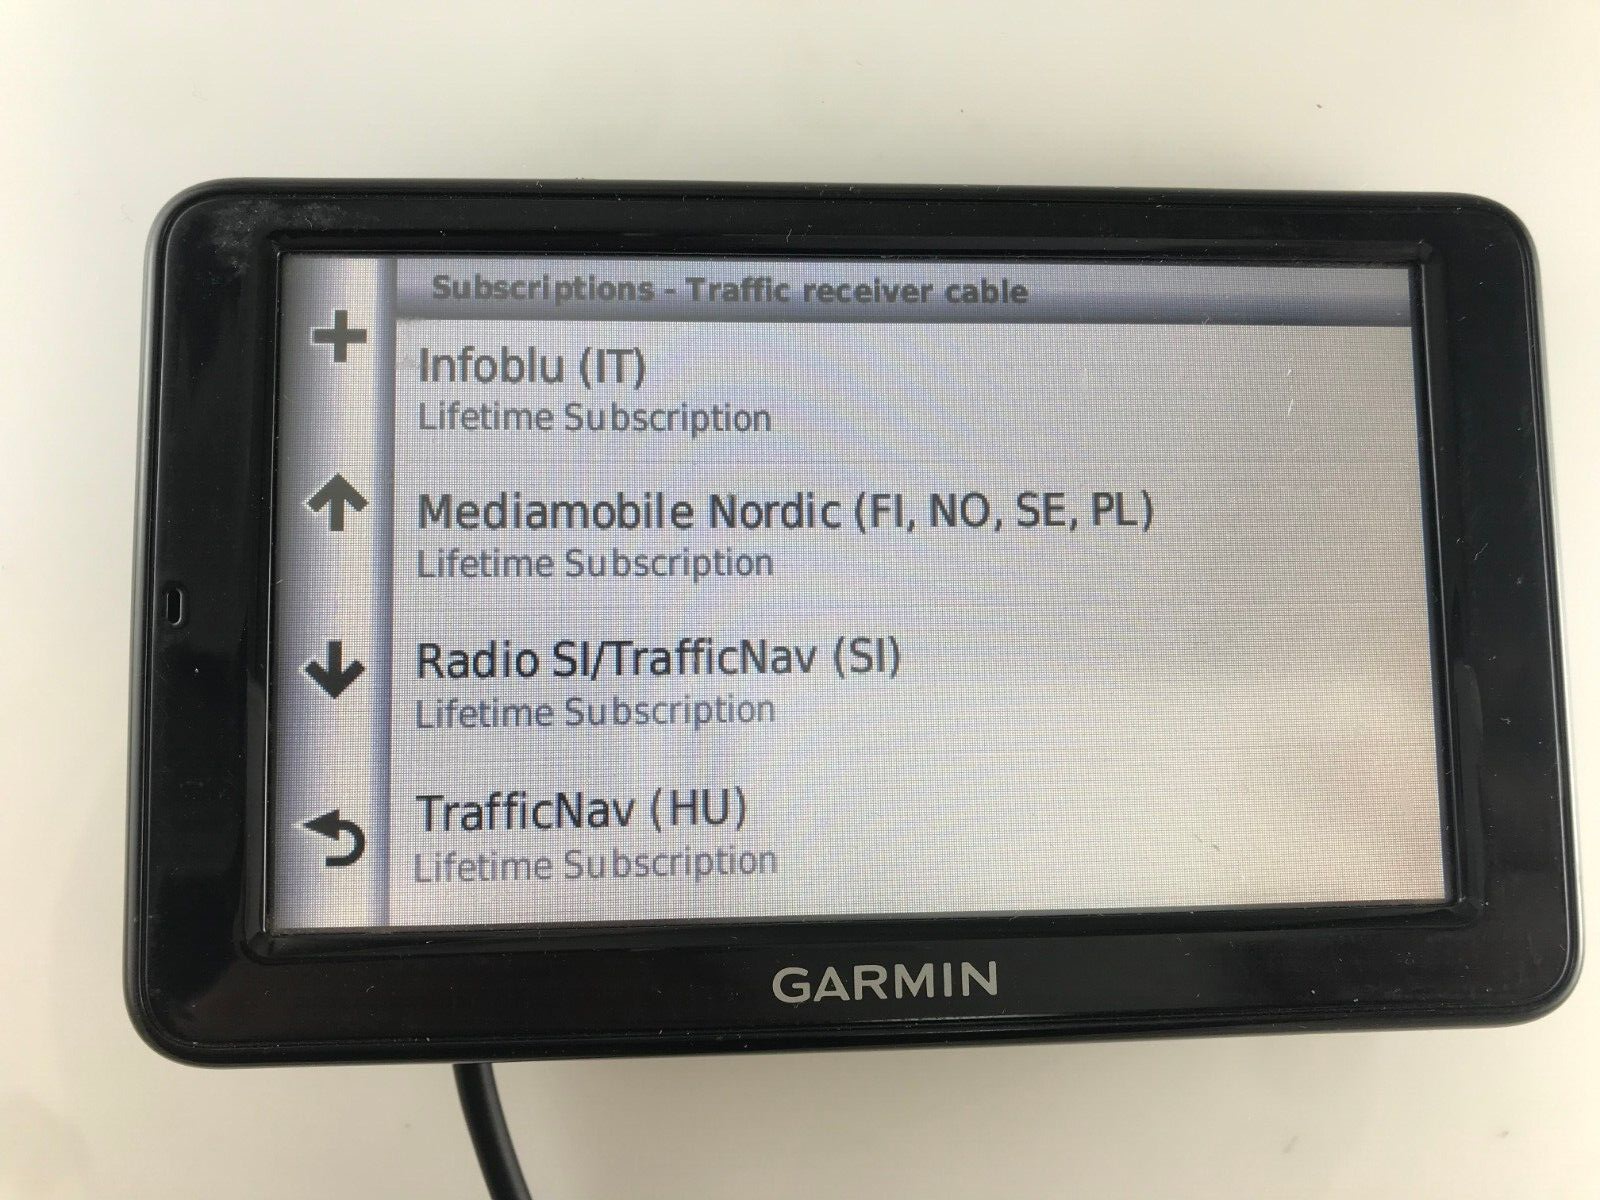 Subscriptions - Traffic receiver cable
Infoblu (IT)
Lifetime Subscription
Mediamobile Nordic (FI, NO, SE, PL)
Lifetime Subscription
Radio SI/TrafficNav (SI)
Lifetime Subscription
TrafficNav (HU)
Lifetime Subscription
GARMIN